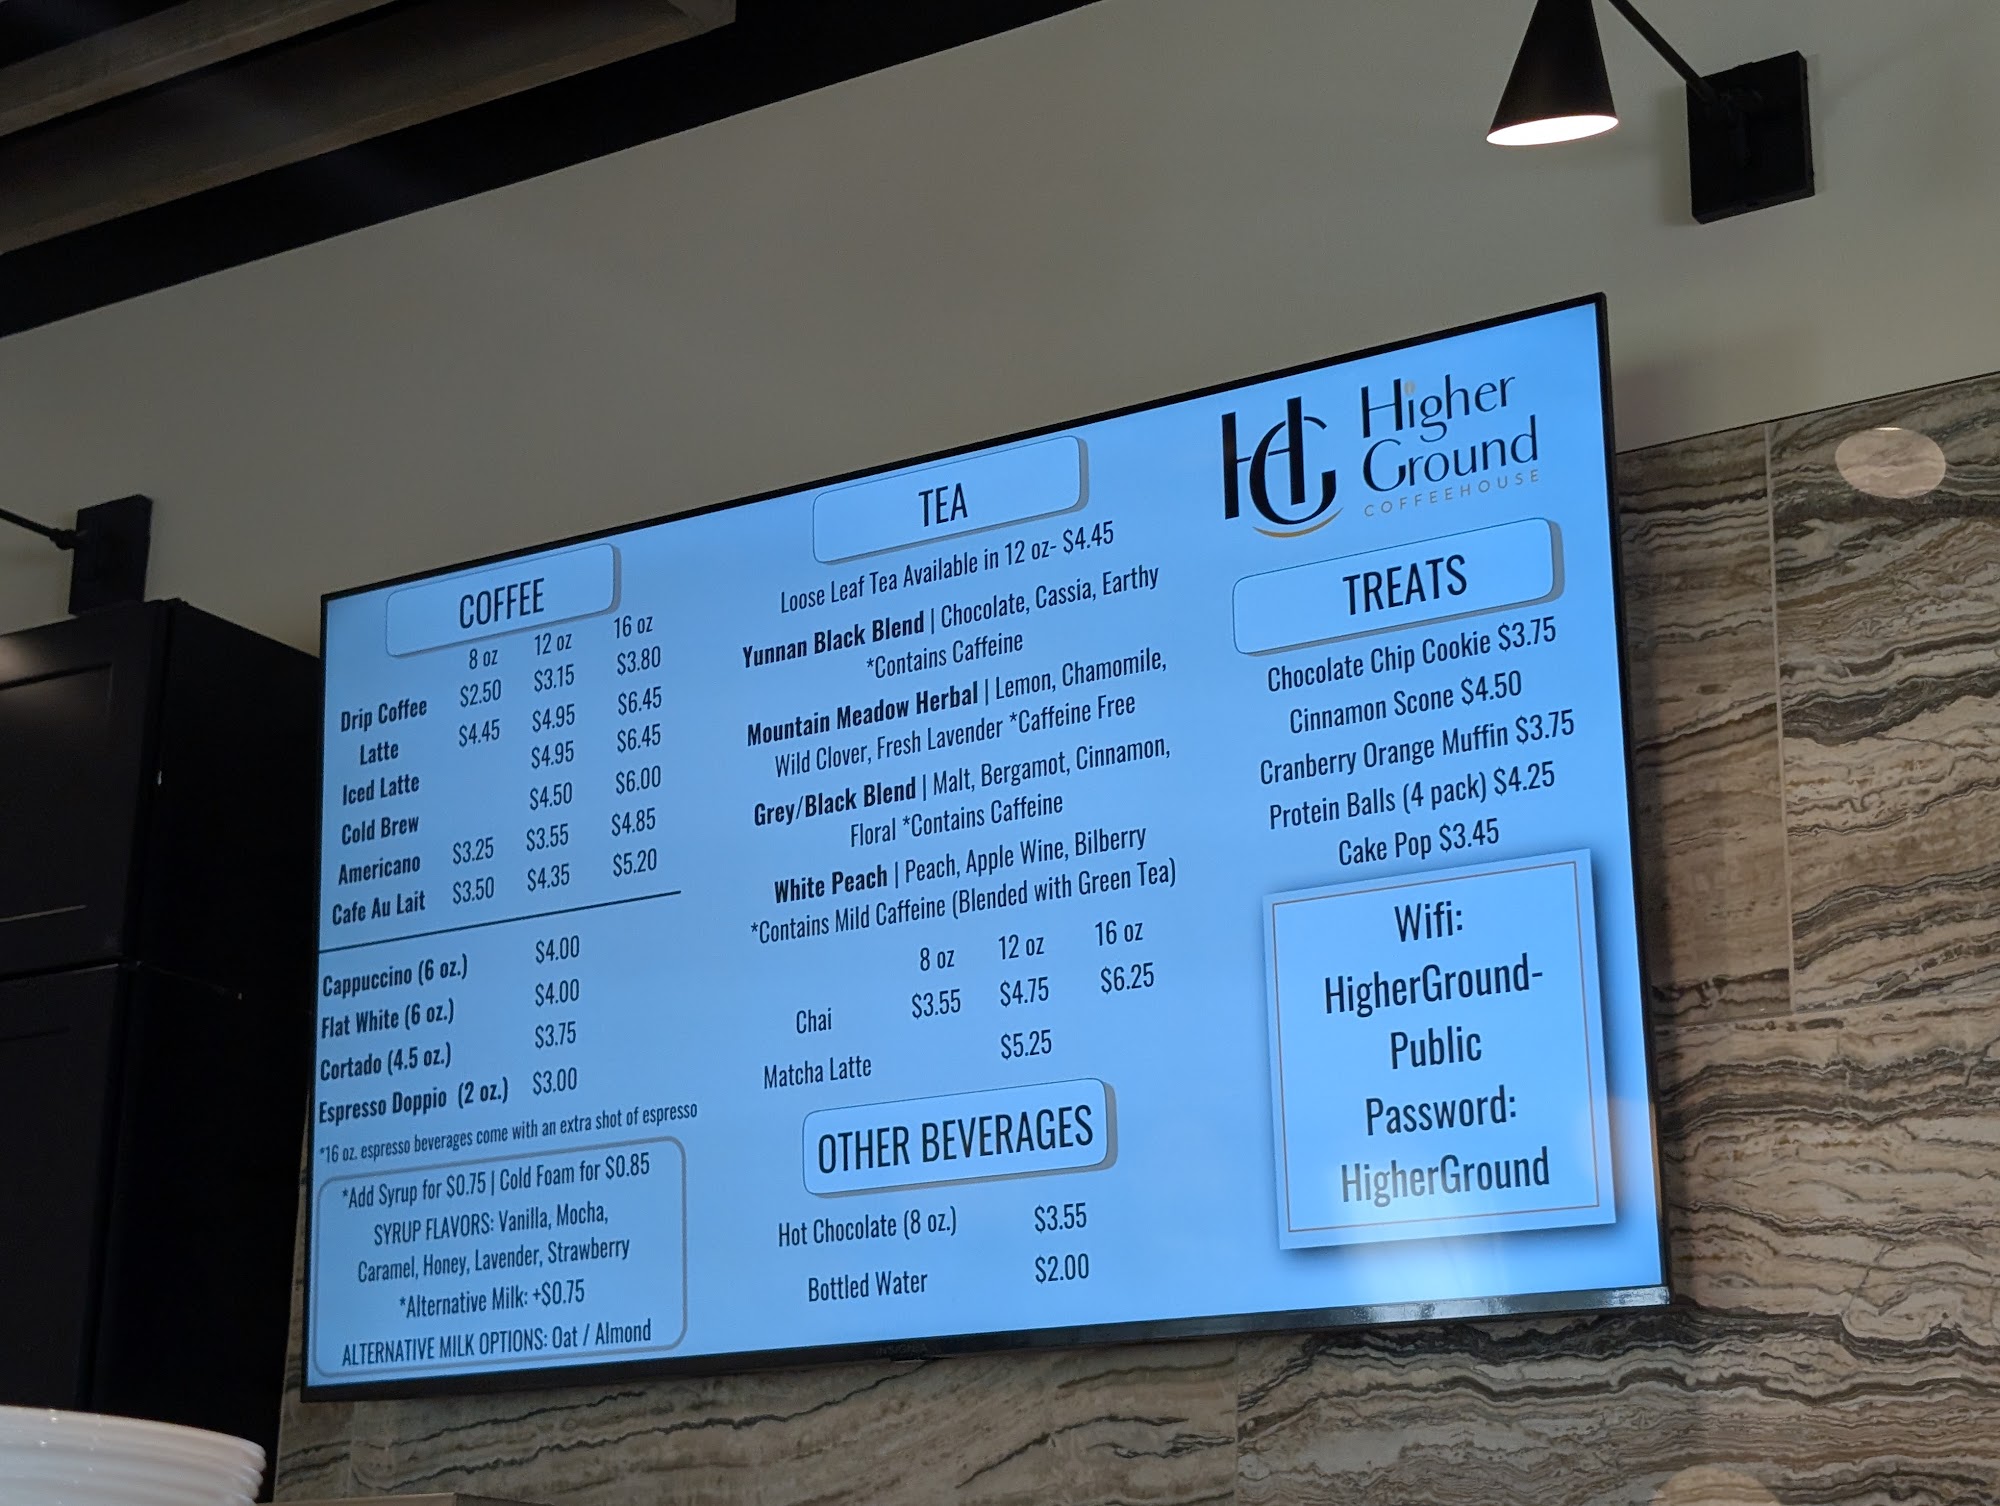 COFFEE
8 oz 12 oz 16 oz
Drip Coffee $2.50 $3.15 $3.80
Latte $4.45 $4.95 $6.45
Iced Latte $4.95 $6.45
Cold Brew $4.50 $6.00
Americano $3.25 $3.55 $4.85
Cafe Au Lait $3.50 $4.35 $5.20
Cappuccino (6 oz.) $4.00
Flat White (6 oz.) $4.00
Cortado (4.5 oz.) $3.75
Espresso Doppio (2 oz.) $3.00
*16 oz. espresso beverages come with an extra shot of espresso
*Add Syrup for $0.75 | Cold Foam for $0.85
SYRUP FLAVORS: Vanilla, Mocha,
Caramel, Honey, Lavender, Strawberry
*Alternative Milk: +$0.75
ALTERNATIVE MILK OPTIONS: Oat / Almond
TEA
Loose Leaf Tea Available in 12 oz- $4.45
Yunnan Black Blend | Chocolate, Cassia, Earthy
*Contains Caffeine
Mountain Meadow Herbal | Lemon, Chamomile,
Wild Clover, Fresh Lavender *Caffeine Free
Grey/Black Blend | Malt, Bergamot, Cinnamon,
Floral *Contains Caffeine
White Peach | Peach, Apple Wine, Bilberry
*Contains Mild Caffeine (Blended with Green Tea)
8 oz 12 oz 16 oz
Chai $3.55 $4.75 $6.25
Matcha Latte $5.25
OTHER BEVERAGES
Hot Chocolate (8 oz.) $3.55
Bottled Water $2.00
HG
Higher
Ground
COFFEEHOUSE
TREATS
Chocolate Chip Cookie $3.75
Cinnamon Scone $4.50
Cranberry Orange Muffin $3.75
Protein Balls (4 pack) $4.25
Cake Pop $3.45
Wifi:
HigherGround-
Public
Password:
HigherGround
INSIGNIA